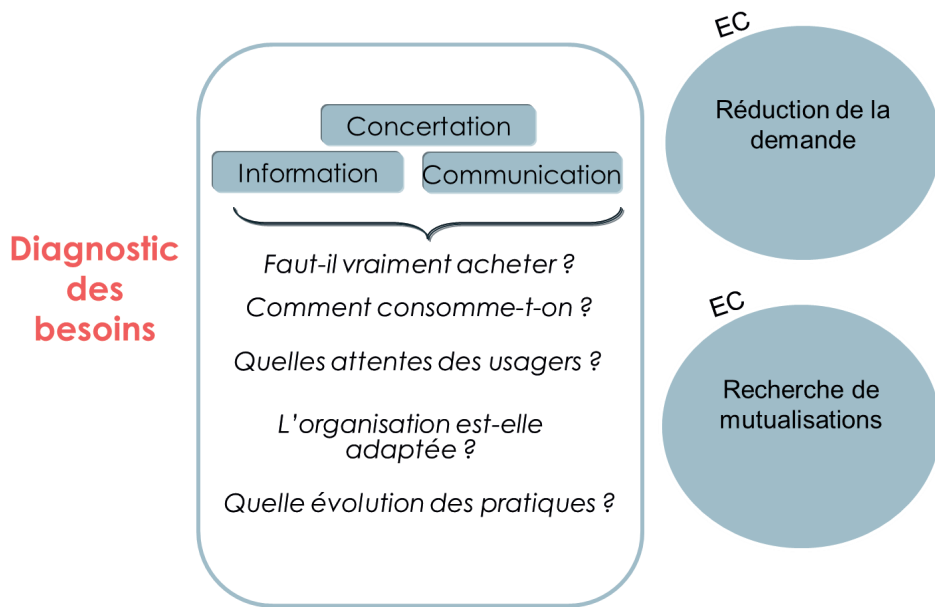 Diagnostic
des
besoins
Concertation
Information
Communication
Faut-il vraiment acheter ?
Comment consomme-t-on ?
Quelles attentes des usagers ?
L’organisation est-elle
adaptée ?
Quelle évolution des pratiques ?
EC
Réduction de la
demande
EC
Recherche de
mutualisations